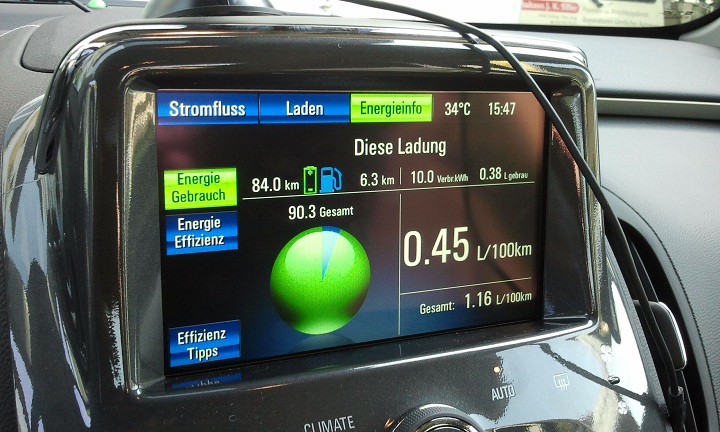 Stromfluss Laden Energieinfo 34°C 15:47
Diese Ladung
Energie
Gebrauch
84.0 km 6.3 km 10.0 Verbr.kWh 0.38 L gebrau
90.3 Gesamt
Energie
Effizienz
0.45 L/100km
Gesamt: 1.16 L/100km
Effizienz
Tipps
AUTO
CLIMATE